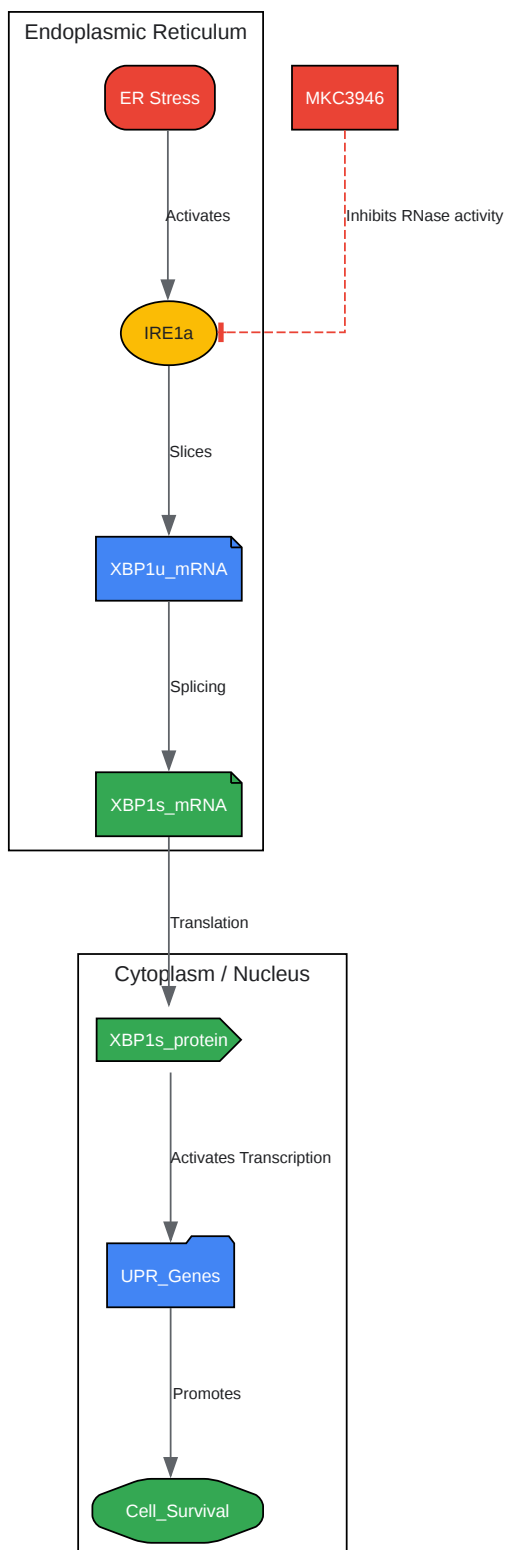 Endoplasmic Reticulum
ER Stress
MKC3946
Activates
Inhibits RNase activity
IRE1a
Slices
XBP1u_mRNA
Splicing
XBP1s_mRNA
Translation
Cytoplasm / Nucleus
XBP1s_protein
Activates Transcription
UPR_Genes
Promotes
Cell_Survival